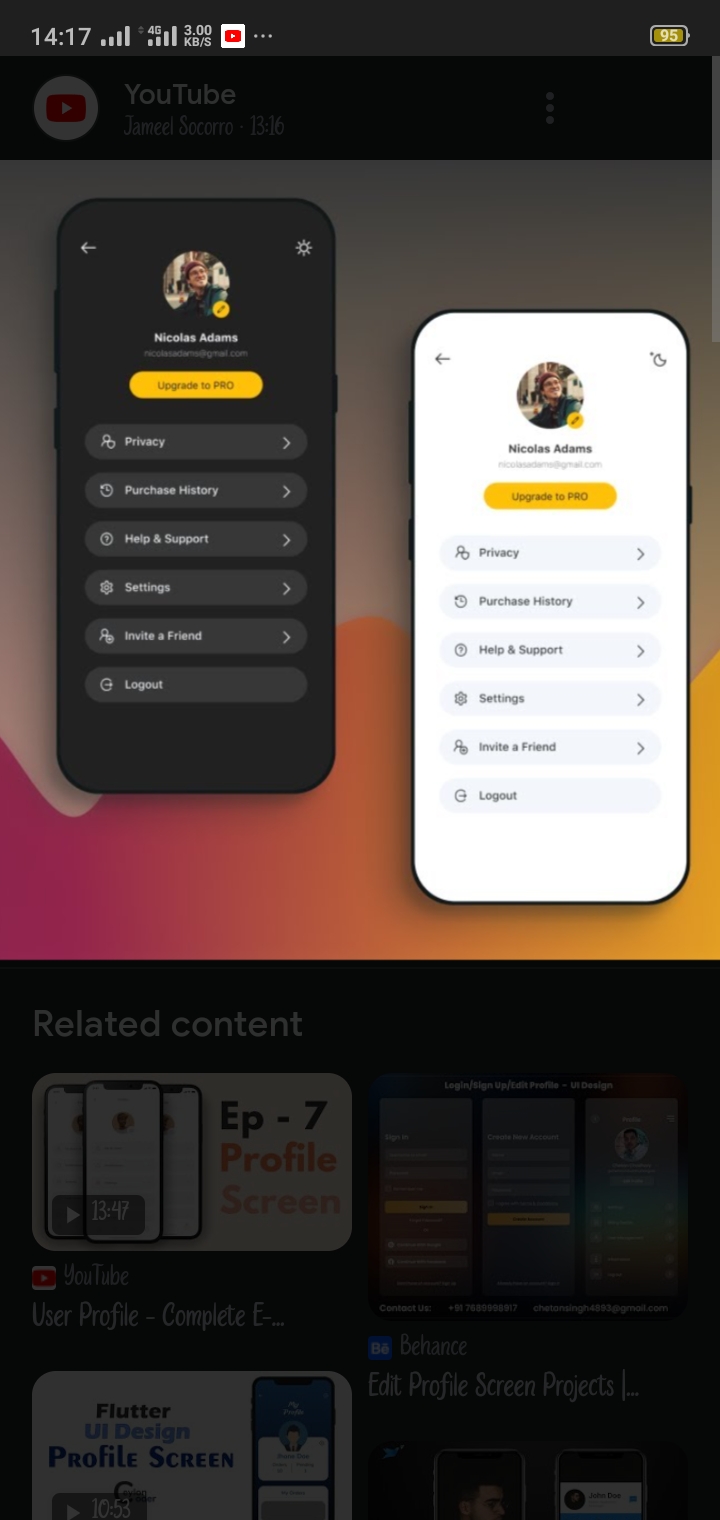 14:17 4G 3.00 KB/S 95
YouTube
Jameel Socorro · 13:16
Nicolas Adams
nicolasadams@gmail.com
Upgrade to PRO
Privacy
Purchase History
Help & Support
Settings
Invite a Friend
Logout
Nicolas Adams
nicolasadams@gmail.com
Upgrade to PRO
Privacy
Purchase History
Help & Support
Settings
Invite a Friend
Logout
Related content
Ep - 7
Profile
Screen
13:47
YouTube
User Profile - Complete E-...
Login/Sign Up/Edit Profile - UI Design
Sign In
Create New Account
Profile
Contact Us: +91 7689998917 chetansingh4893@gmail.com
Bē Behance
Edit Profile Screen Projects |...
Flutter
UI Design
Profile Screen
Profile
10:53
John Doe